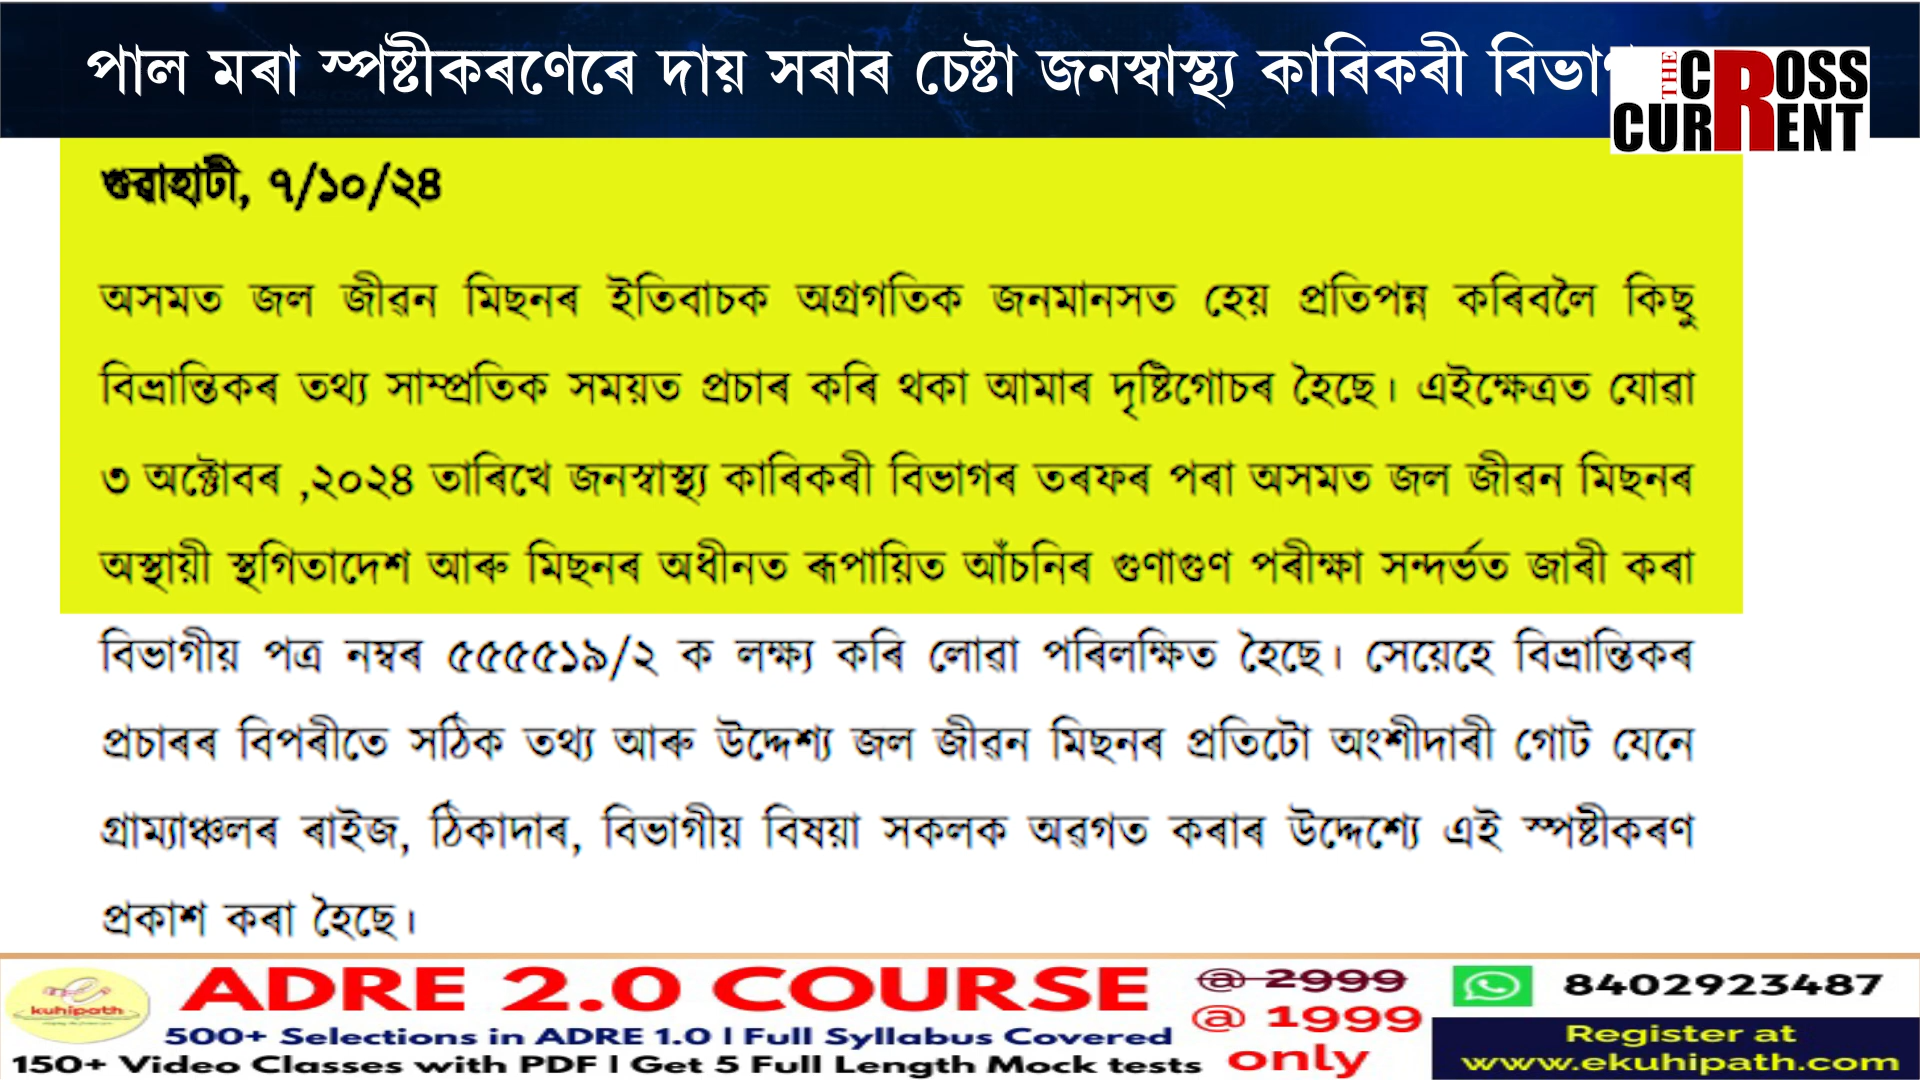 পাল মৰা স্পষ্টীকৰণেৰে দায় সৰাৰ চেষ্টা জনস্বাস্থ্য কাৰিকৰী
THE CROSS
CURRENT
গুৱাহাটী, ৭/১০/২৪
অসমত জল জীৱন মিছনৰ ইতিবাচক অগ্ৰগতিক জনমানসত হেয় প্ৰতিপন্ন কৰিবলৈ কিছু
বিভ্ৰান্তিকৰ তথ্য সাম্প্ৰতিক সময়ত প্ৰচাৰ কৰি থকা আমাৰ দৃষ্টিগোচৰ হৈছে। এইক্ষেত্ৰত যোৱা
৩ অক্টোবৰ ,২০২৪ তাৰিখে জনস্বাস্থ্য কাৰিকৰী বিভাগৰ তৰফৰ পৰা অসমত জল জীৱন মিছনৰ
অস্থায়ী স্থগিতাদেশ আৰু মিছনৰ অধীনত ৰূপায়িত আঁচনিৰ গুণাগুণ পৰীক্ষা সন্দৰ্ভত জাৰী কৰা
বিভাগীয় পত্ৰ নম্বৰ ৫৫৫৫১৯/২ ক লক্ষ্য কৰি লোৱা পৰিলক্ষিত হৈছে। সেয়েহে বিভ্ৰান্তিকৰ
প্ৰচাৰৰ বিপৰীতে সঠিক তথ্য আৰু উদ্দেশ্য জল জীৱন মিছনৰ প্ৰতিটো অংশীদাৰী গোট যেনে
গ্ৰাম্যাঞ্চলৰ ৰাইজ, ঠিকাদাৰ, বিভাগীয় বিষয়া সকলক অৱগত কৰাৰ উদ্দেশ্যে এই স্পষ্টীকৰণ
প্ৰকাশ কৰা হৈছে।
kuhipath
ADRE 2.0 COURSE
500+ Selections in ADRE 1.0 | Full Syllabus Covered
150+ Video Classes with PDF | Get 5 Full Length Mock tests
@ 2999
@ 1999
only
8402923487
Register at
www.ekuhipath.com